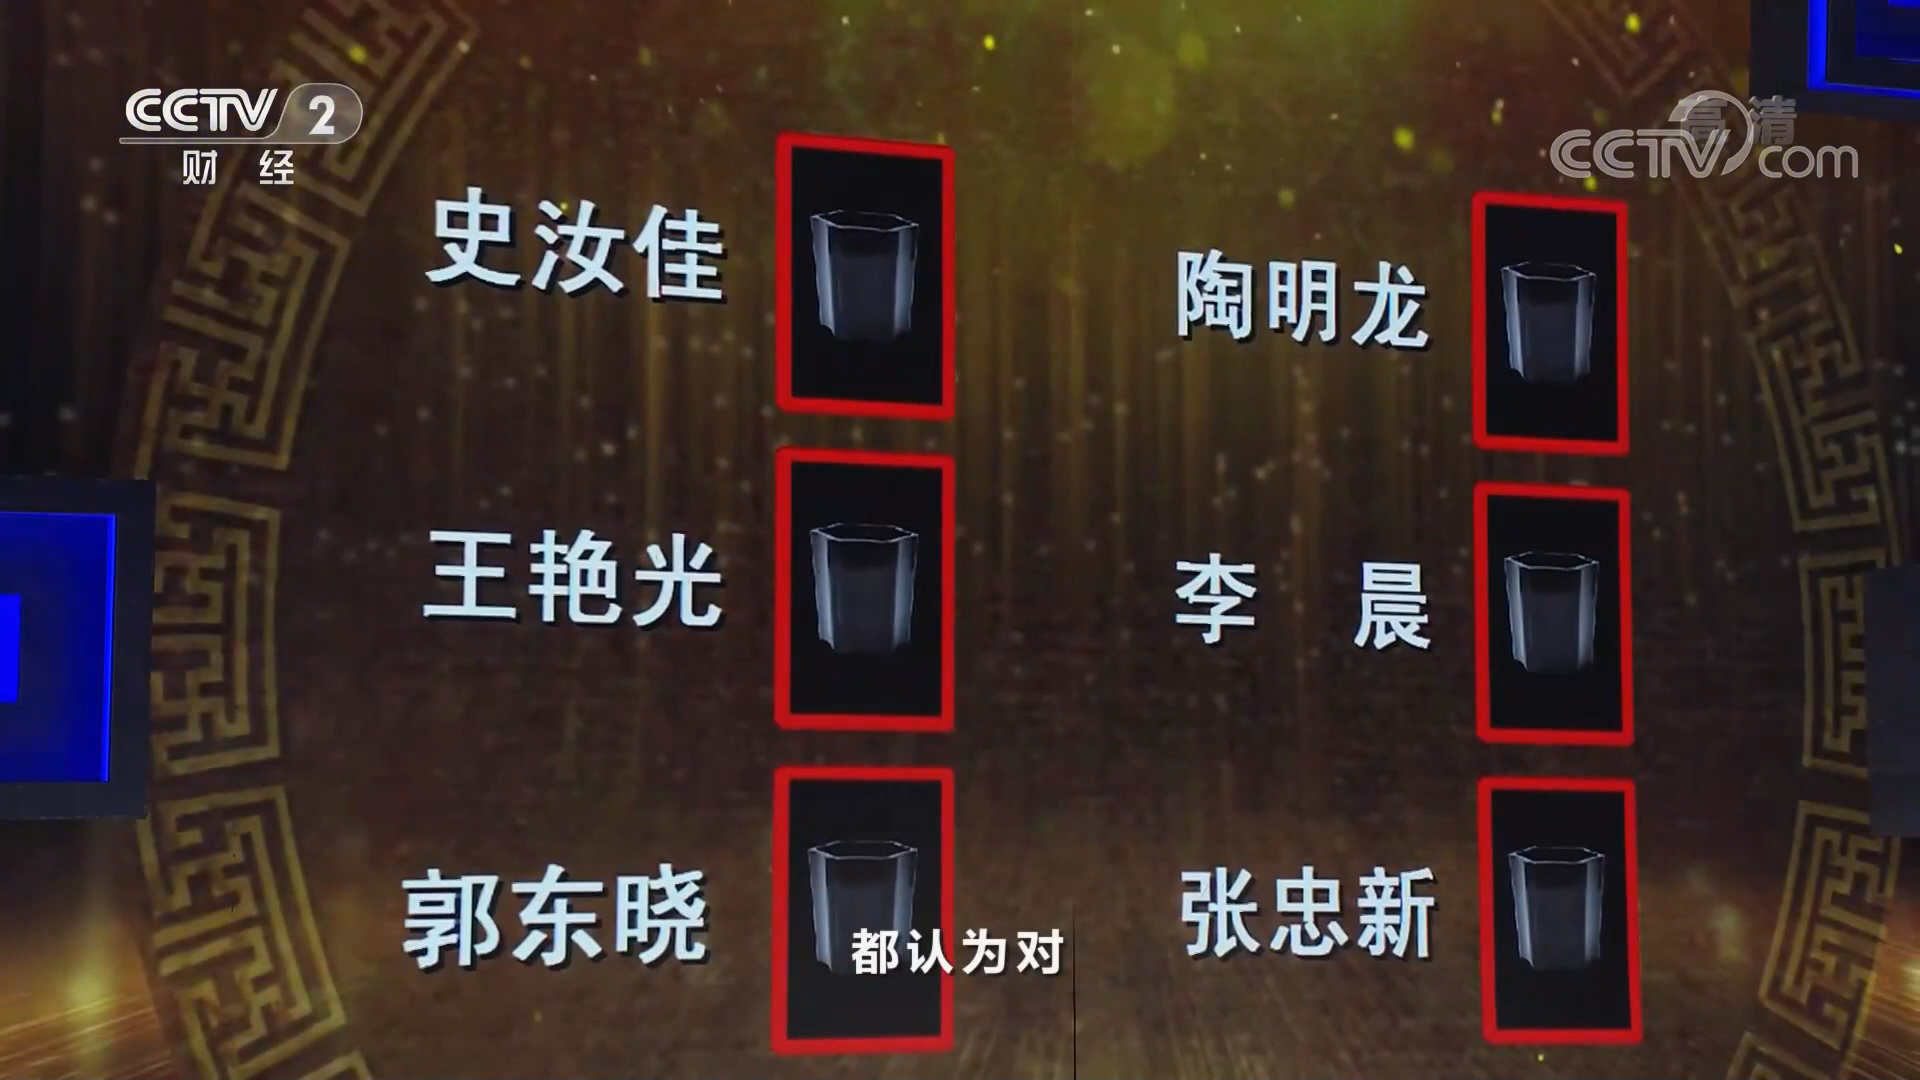 CCTV 2
财 经
高清
CCTV.com
史汝佳
陶明龙
王艳光
李 晨
郭东晓
张忠新
都认为对